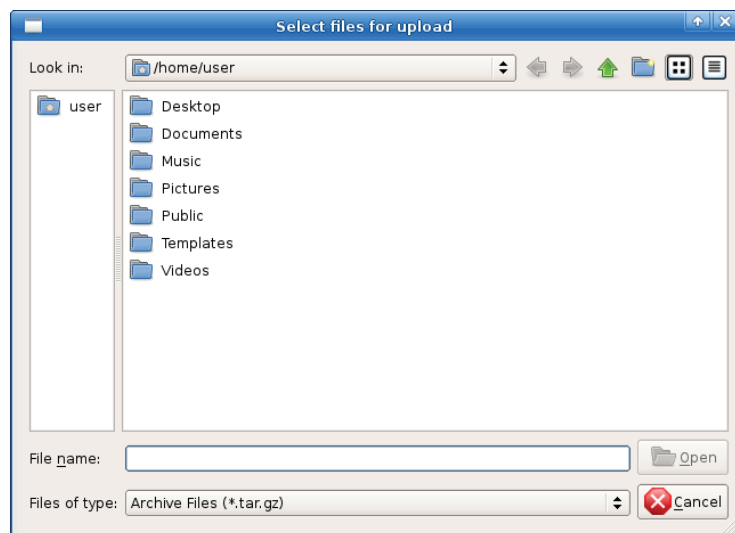 Select files for upload
Look in: /home/user
user
Desktop
Documents
Music
Pictures
Public
Templates
Videos
File name: Open
Files of type: Archive Files (*.tar.gz) Cancel